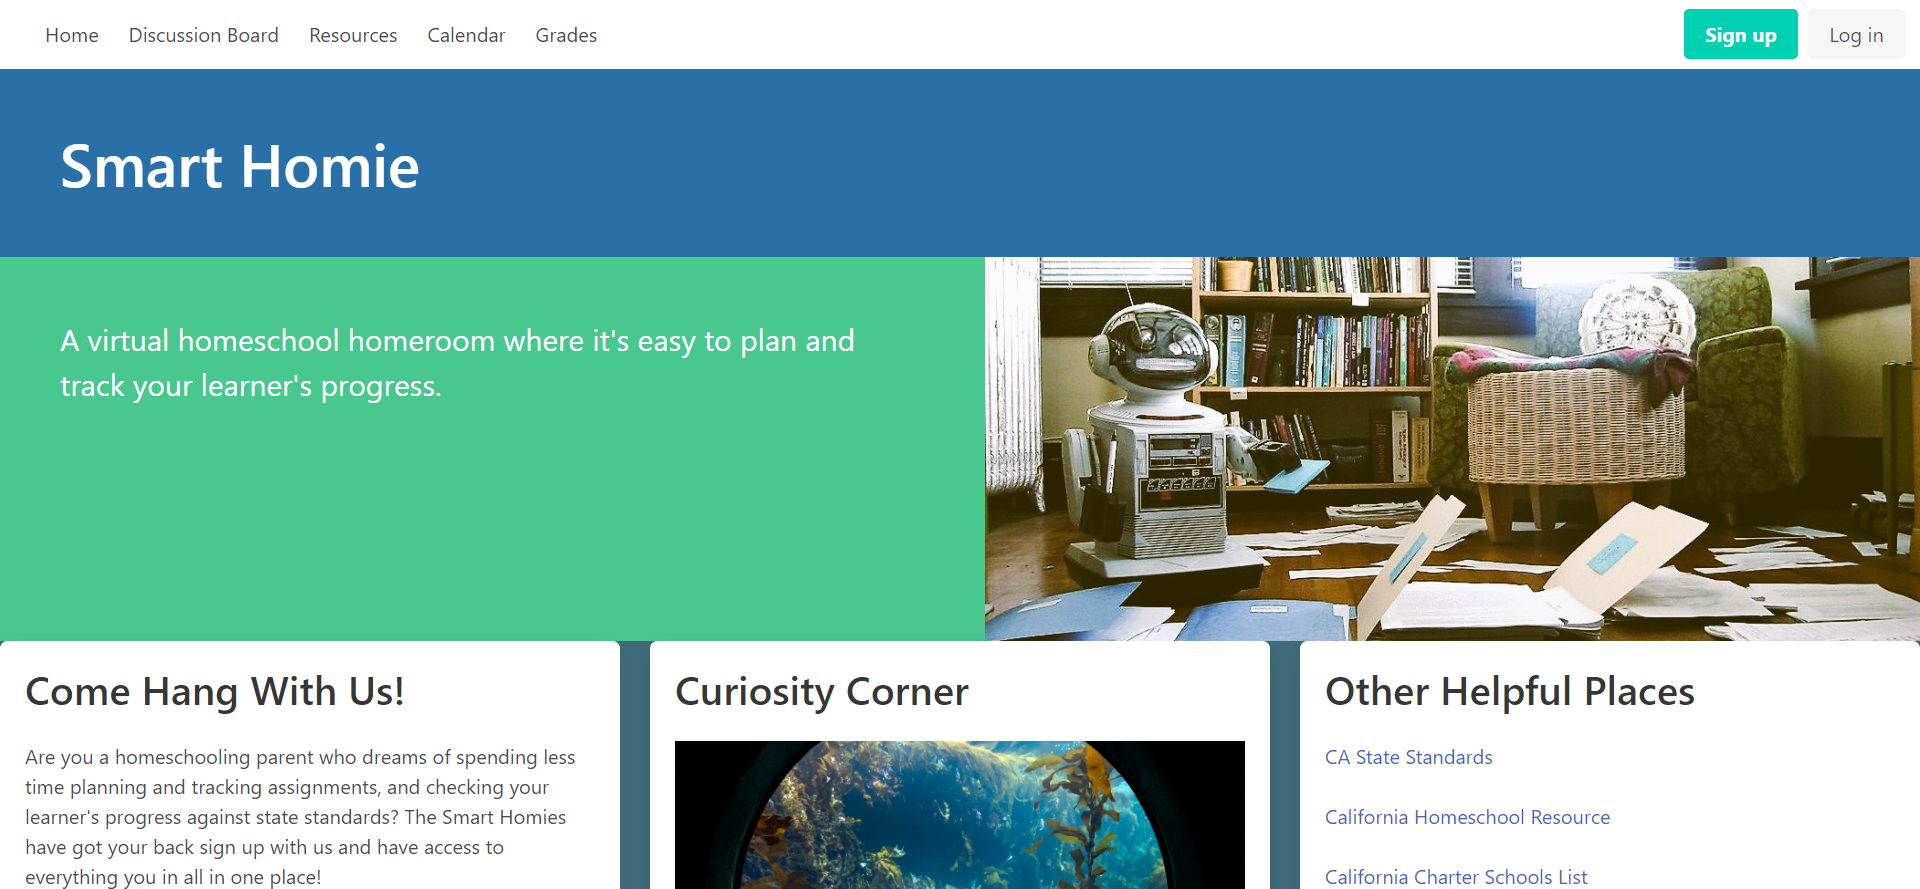 Home
Discussion Board
Resources
Calendar
Grades
Sign up
Log in
Smart Homie
A virtual homeschool homeroom where it's easy to plan and
track your learner's progress.
Come Hang With Us!
Are you a homeschooling parent who dreams of spending less
time planning and tracking assignments, and checking your
learner's progress against state standards? The Smart Homies
have got your back sign up with us and have access to
everything you in all in one place!
Curiosity Corner
Other Helpful Places
CA State Standards
California Homeschool Resource
California Charter Schools List